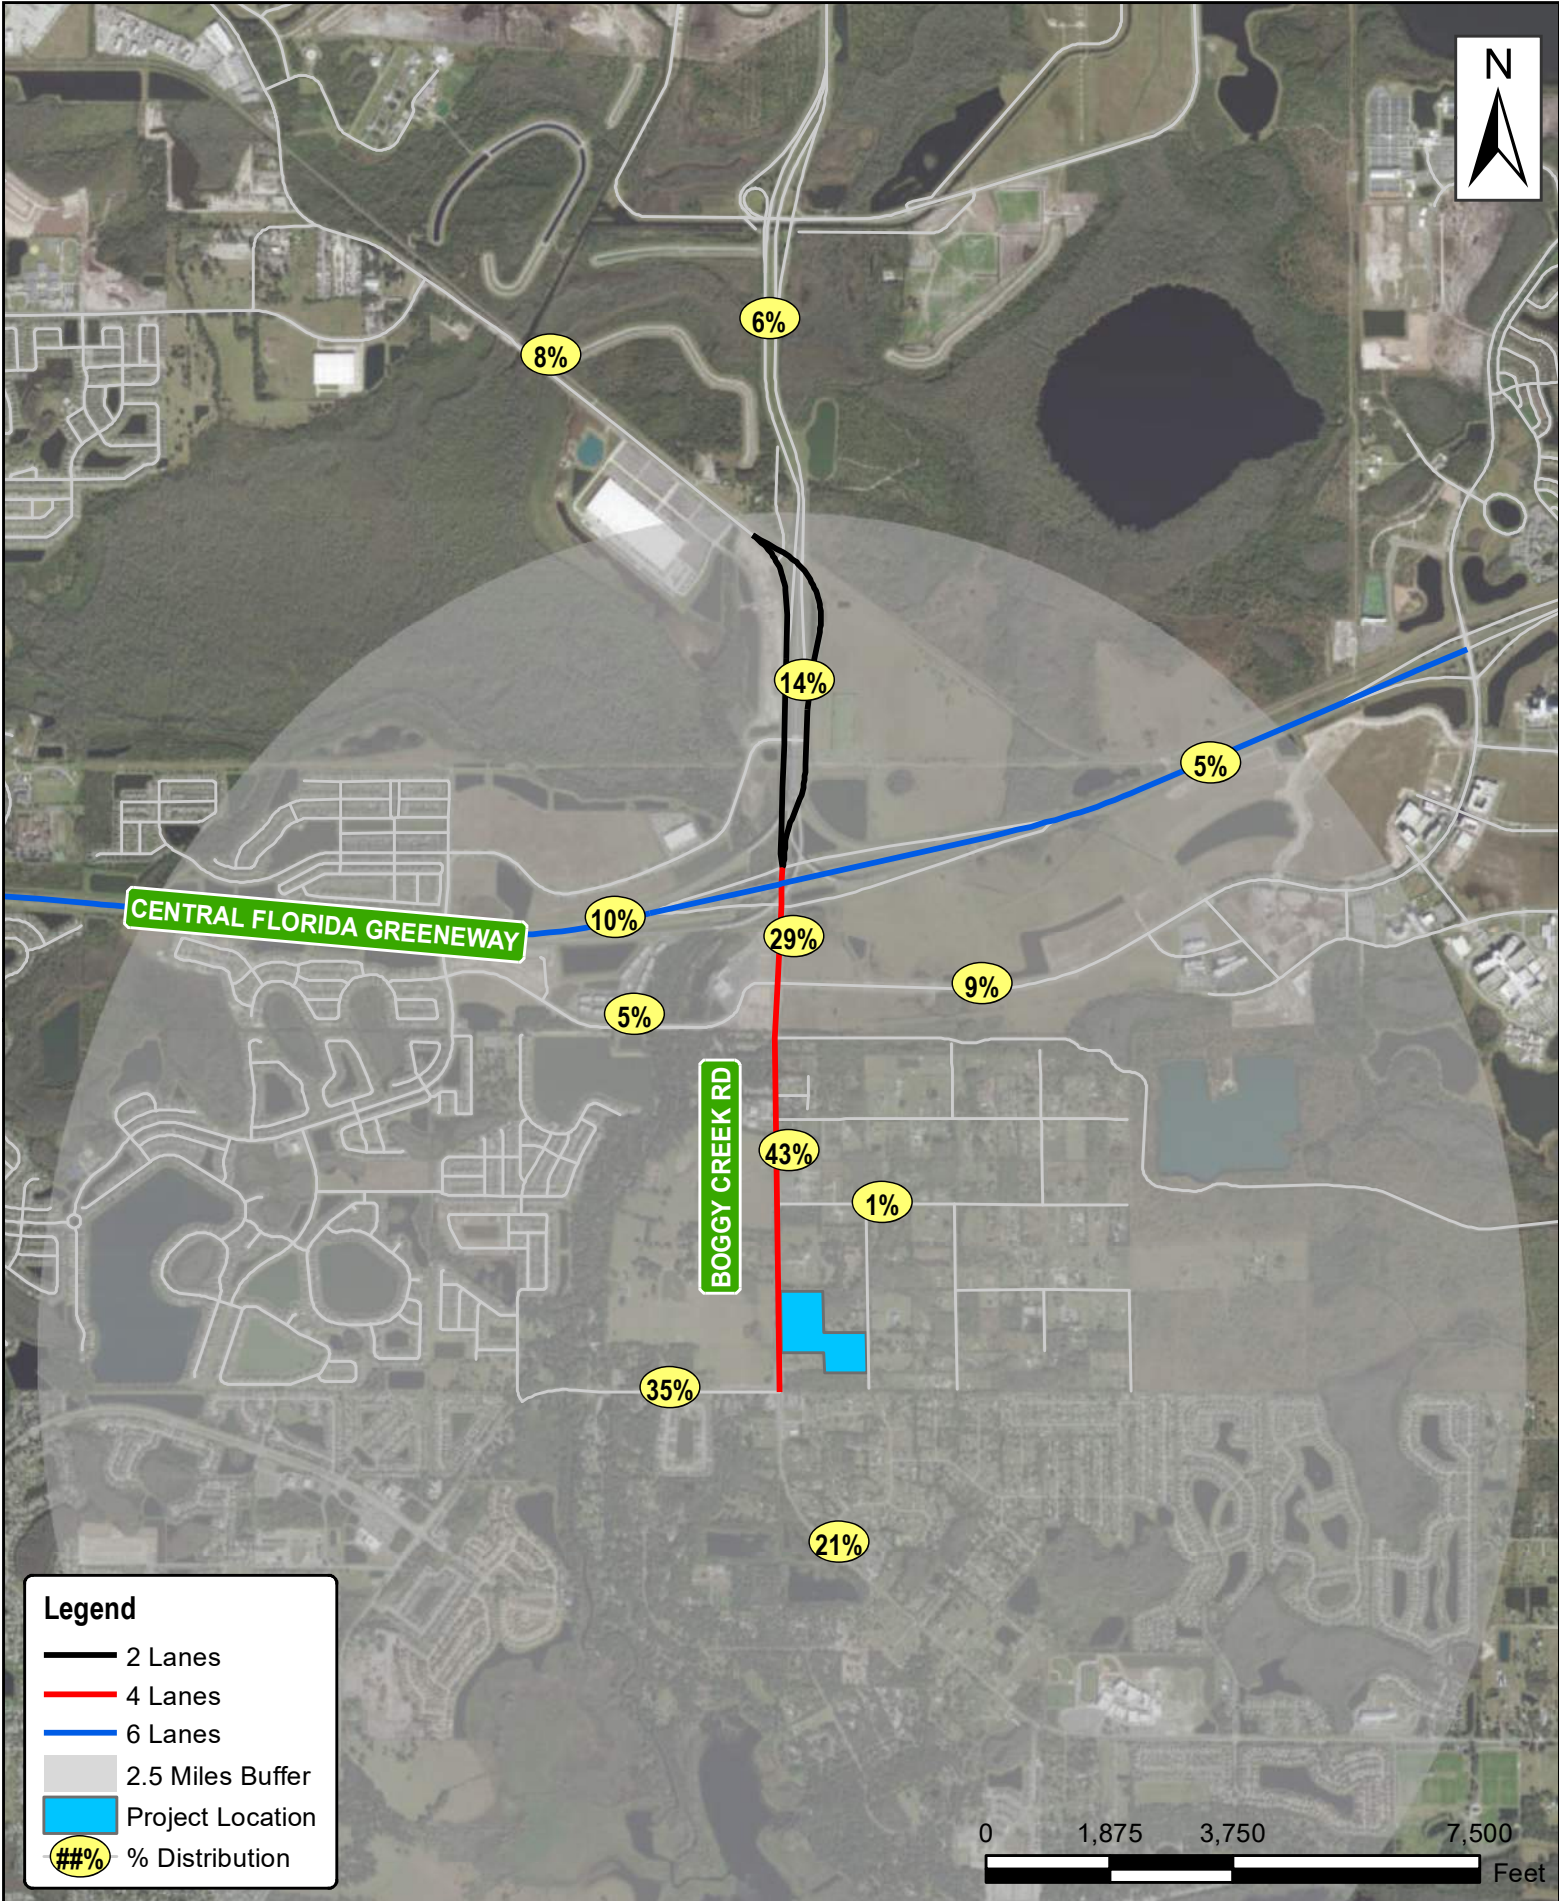 N
6%
8%
14%
5%
CENTRAL FLORIDA GREENEWAY
10%
29%
9%
5%
BOGGY CREEK RD
43%
1%
35%
21%
Legend
2 Lanes
4 Lanes
6 Lanes
2.5 Miles Buffer
Project Location
##% % Distribution
0 1,875 3,750 7,500
Feet